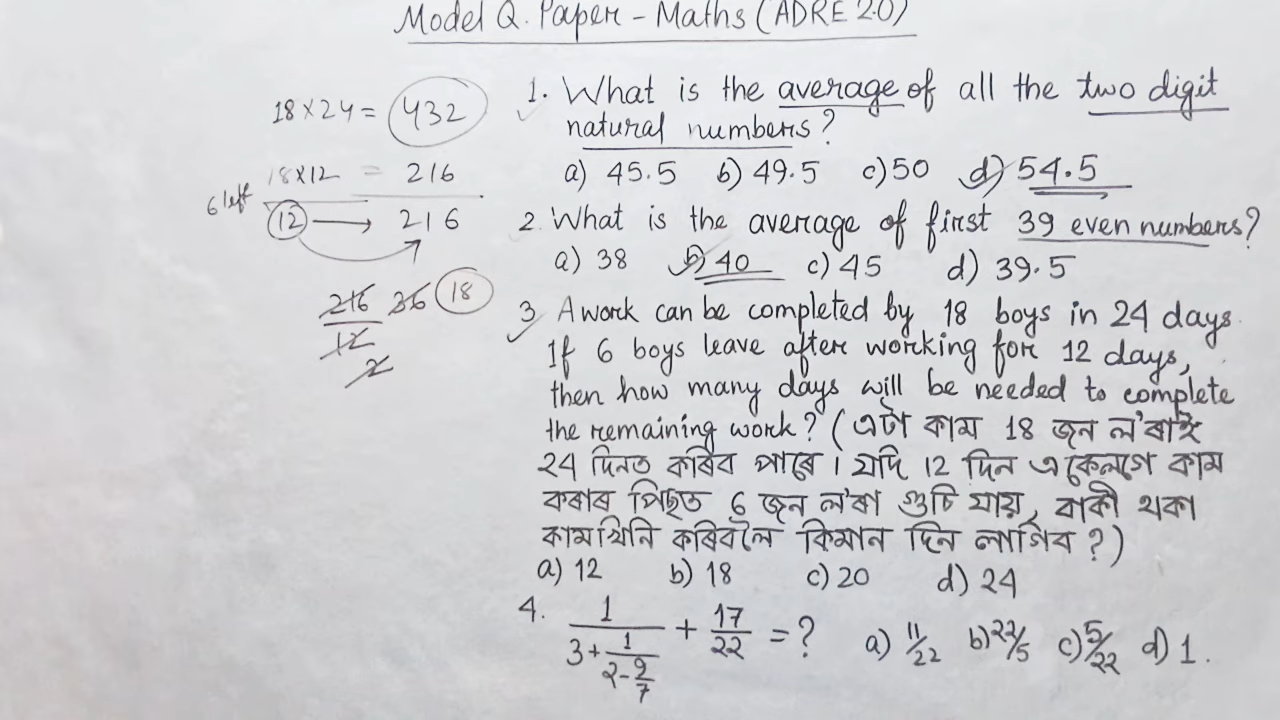 Model Q. Paper - Maths (ADRE 2.0)
18×24 = 432
18×12 = 216
6 left
12 → 216
216 36 18
12
2
1. What is the average of all the two digit
natural numbers?
a) 45.5 b) 49.5 c) 50 d) 54.5
2. What is the average of first 39 even numbers?
a) 38 b) 40 c) 45 d) 39.5
3. A work can be completed by 18 boys in 24 days.
If 6 boys leave after working for 12 days,
then how many days will be needed to complete
the remaining work? (এটা কাম 18 জন ল'ৰাই
24 দিনত কৰিব পাৰে। যদি 12 দিন একেলগে কাম
কৰাৰ পিছত 6 জন ল'ৰা গুচি যায়, বাকী থকা
কামখিনি কৰিবলৈ কিমান দিন লাগিব?)
a) 12 b) 18 c) 20 d) 24
4. 1/(3+1/(2-9/7)) + 17/22 = ? a) 11/22 b) 22/5 c) 5/22 d) 1.